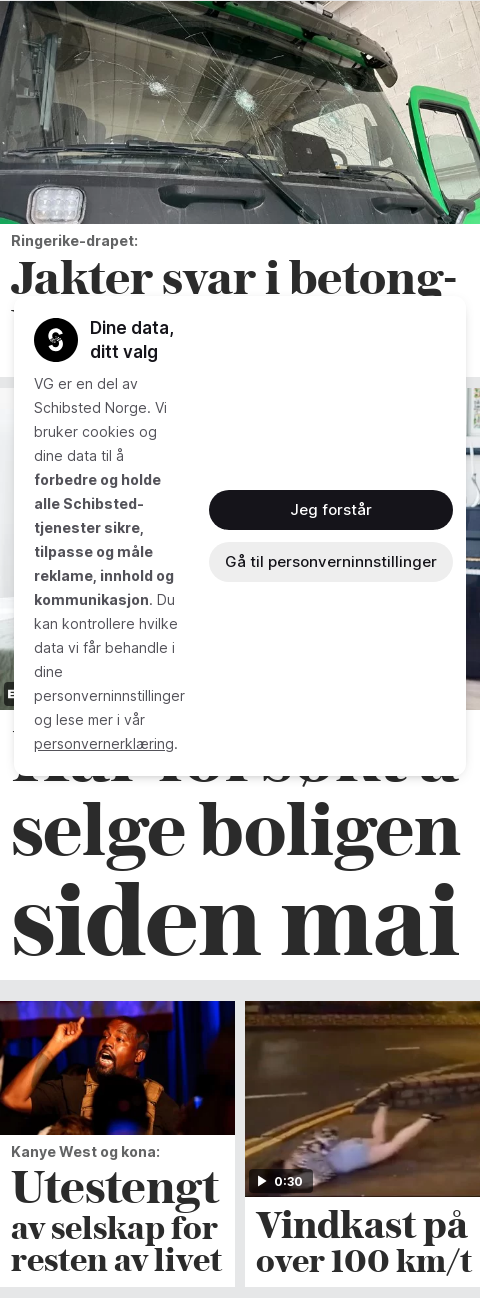 Ringerike-drapet:
Jakter svar i betong-
Dine data,
ditt valg
VG er en del av
Schibsted Norge. Vi
bruker cookies og
dine data til å
forbedre og holde
alle Schibsted-
tjenester sikre,
tilpasse og måle
reklame, innhold og
kommunikasjon. Du
kan kontrollere hvilke
data vi får behandle i
dine
personverninnstillinger
og lese mer i vår
personvernerklæring.
Jeg forstår
Gå til personverninnstillinger
Har forsøkt å
selge boligen
siden mai
Kanye West og kona:
Utestengt
av selskap for
resten av livet
0:30
Vindkast på
over 100 km/t